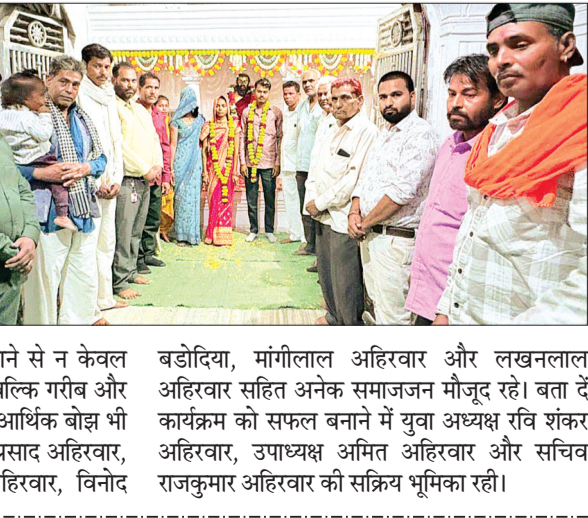 ाने से न केवल
बल्कि गरीब और
आर्थिक बोझ भी
प्रसाद अहिरवार,
हिरवार, विनोद
बडोदिया, मांगीलाल अहिरवार और लखनलाल
अहिरवार सहित अनेक समाजजन मौजूद रहे। बता दें
कार्यक्रम को सफल बनाने में युवा अध्यक्ष रवि शंकर
अहिरवार, उपाध्यक्ष अमित अहिरवार और सचिव
राजकुमार अहिरवार की सक्रिय भूमिका रही।